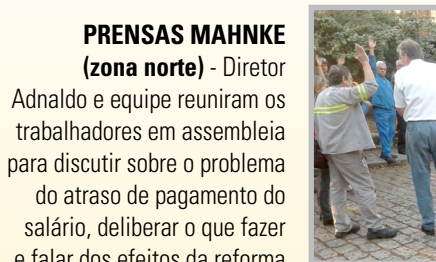 PRENSAS MAHNKE
(zona norte) - Diretor
Adnaldo e equipe reuniram os
trabalhadores em assembleia
para discutir sobre o problema
do atraso de pagamento do
salário, deliberar o que fazer
e falar dos efeitos da reforma